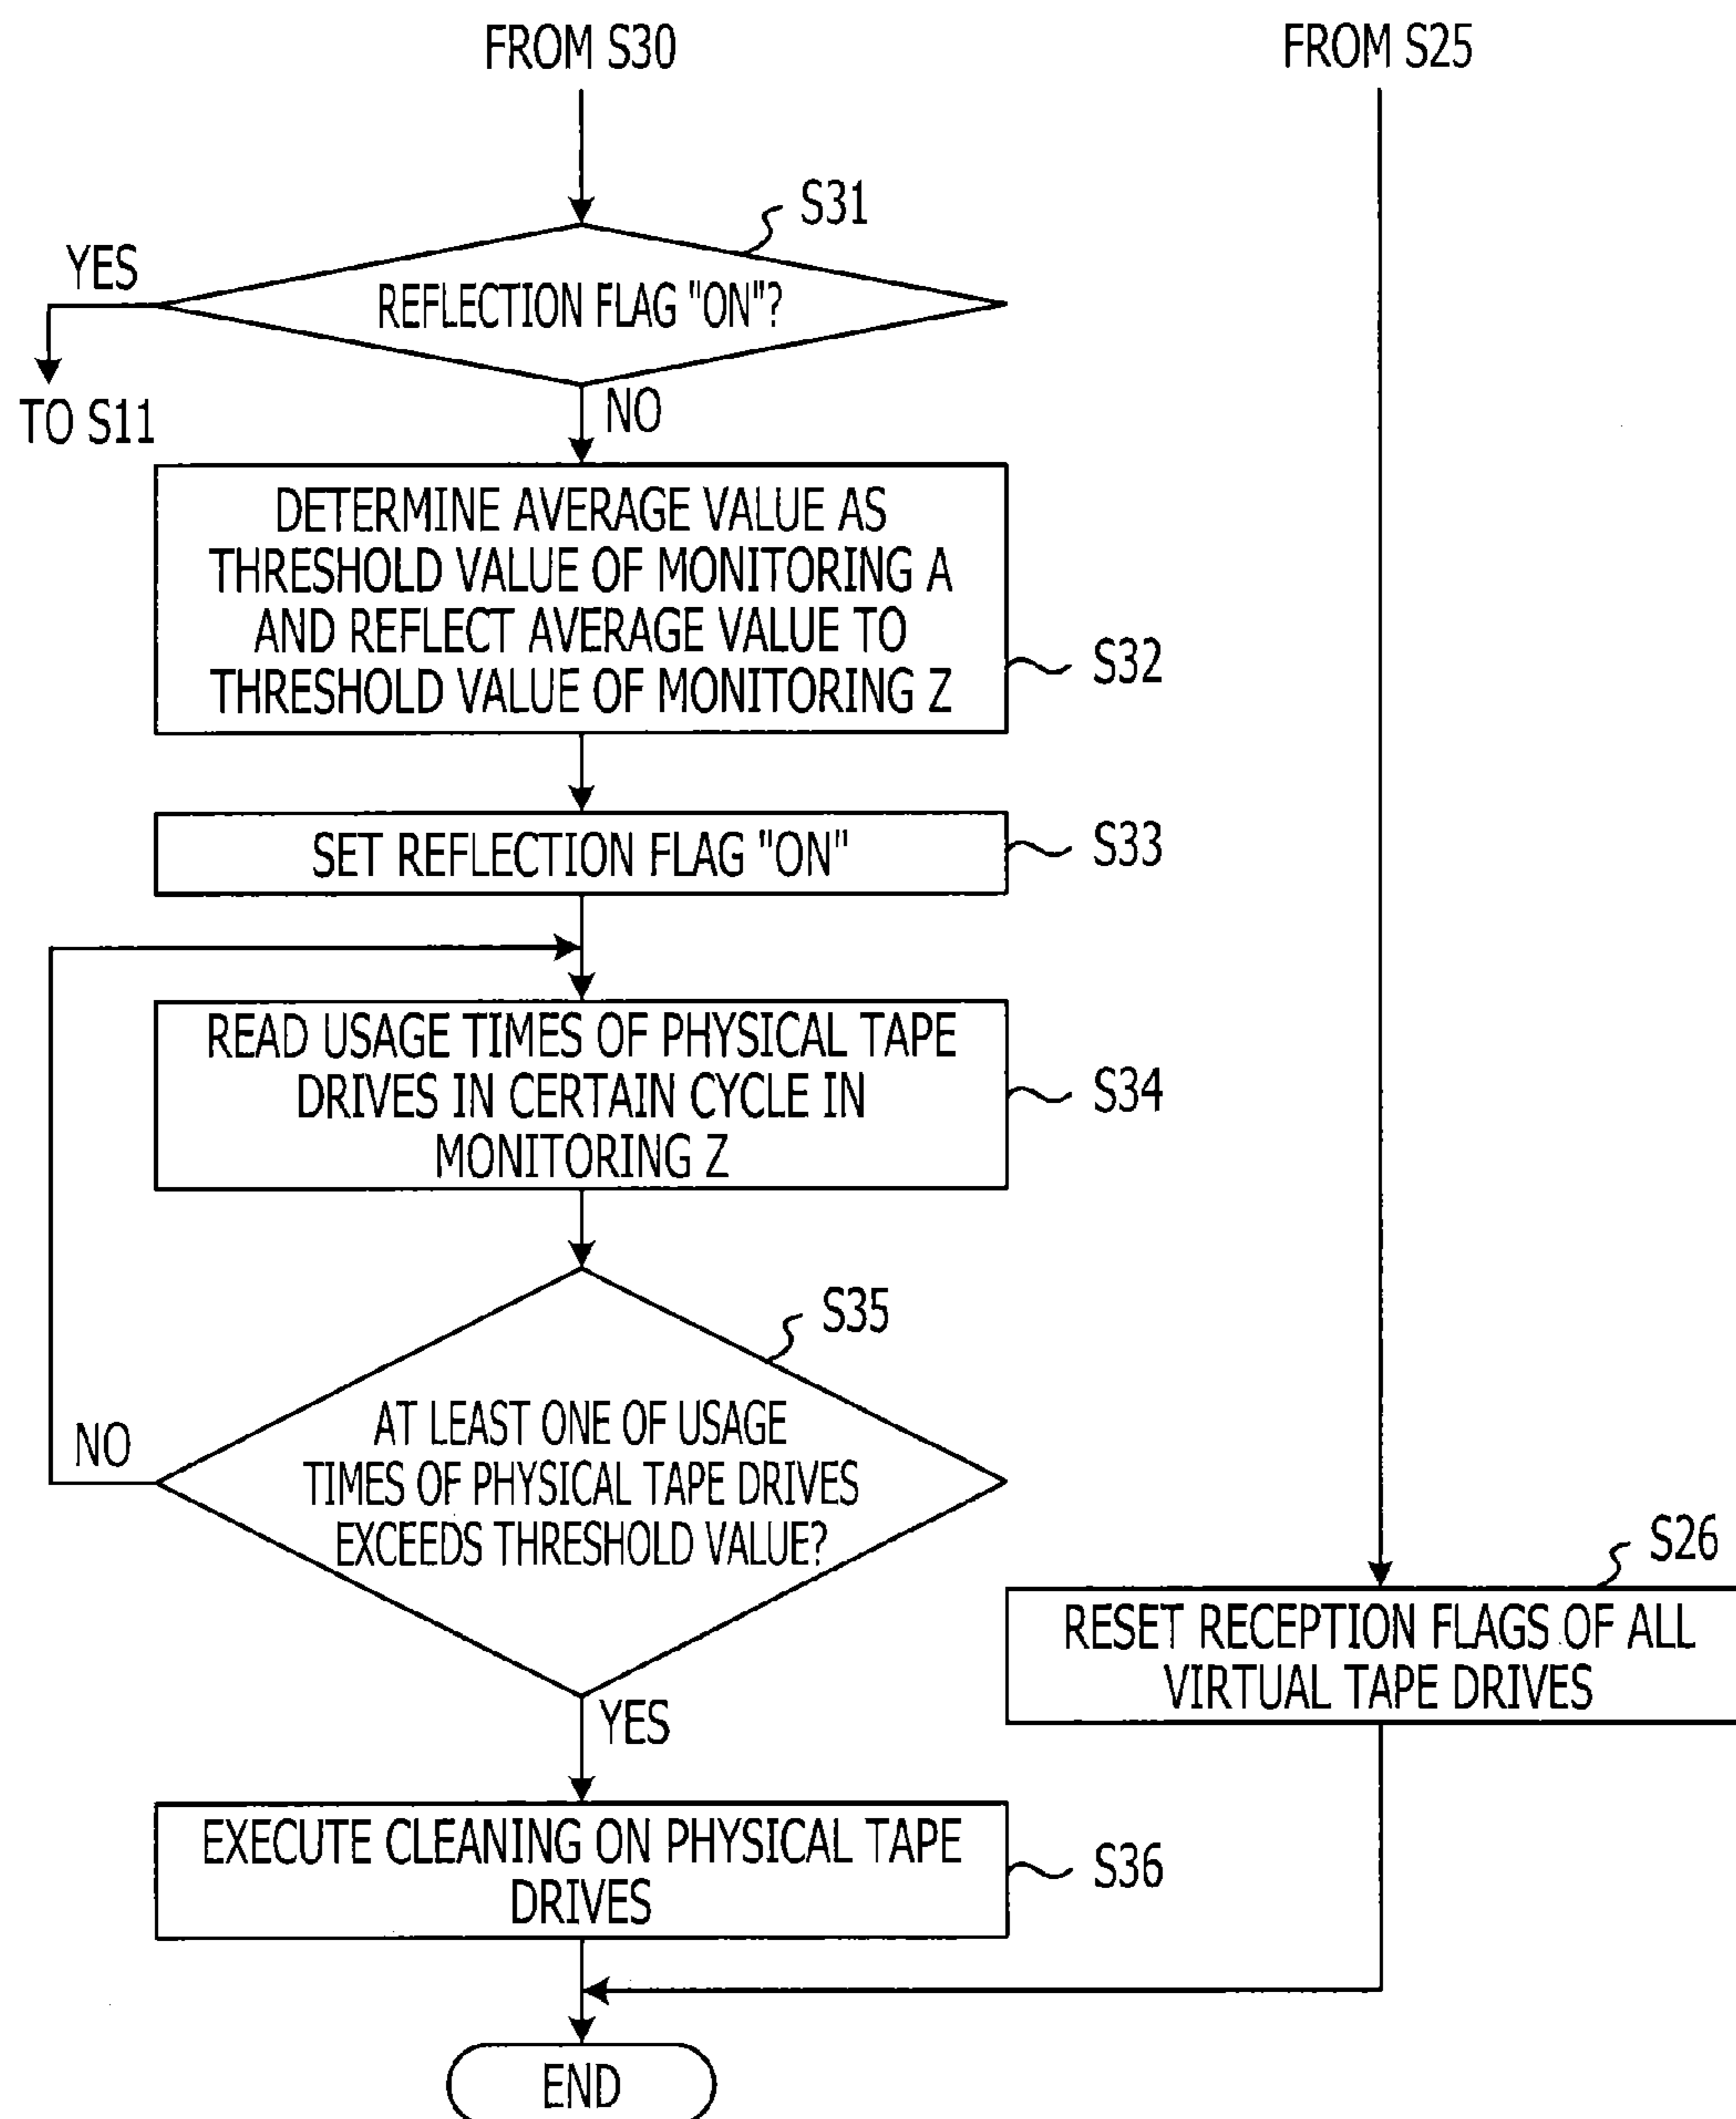 FROM S30
FROM S25
S31
YES
REFLECTION FLAG "ON"?
TO S11
NO
DETERMINE AVERAGE VALUE AS
THRESHOLD VALUE OF MONITORING A
AND REFLECT AVERAGE VALUE TO
THRESHOLD VALUE OF MONITORING Z
S32
SET REFLECTION FLAG "ON"
S33
READ USAGE TIMES OF PHYSICAL TAPE
DRIVES IN CERTAIN CYCLE IN
MONITORING Z
S34
S35
AT LEAST ONE OF USAGE
TIMES OF PHYSICAL TAPE DRIVES
EXCEEDS THRESHOLD VALUE?
NO
YES
S26
RESET RECEPTION FLAGS OF ALL
VIRTUAL TAPE DRIVES
EXECUTE CLEANING ON PHYSICAL TAPE
DRIVES
S36
END